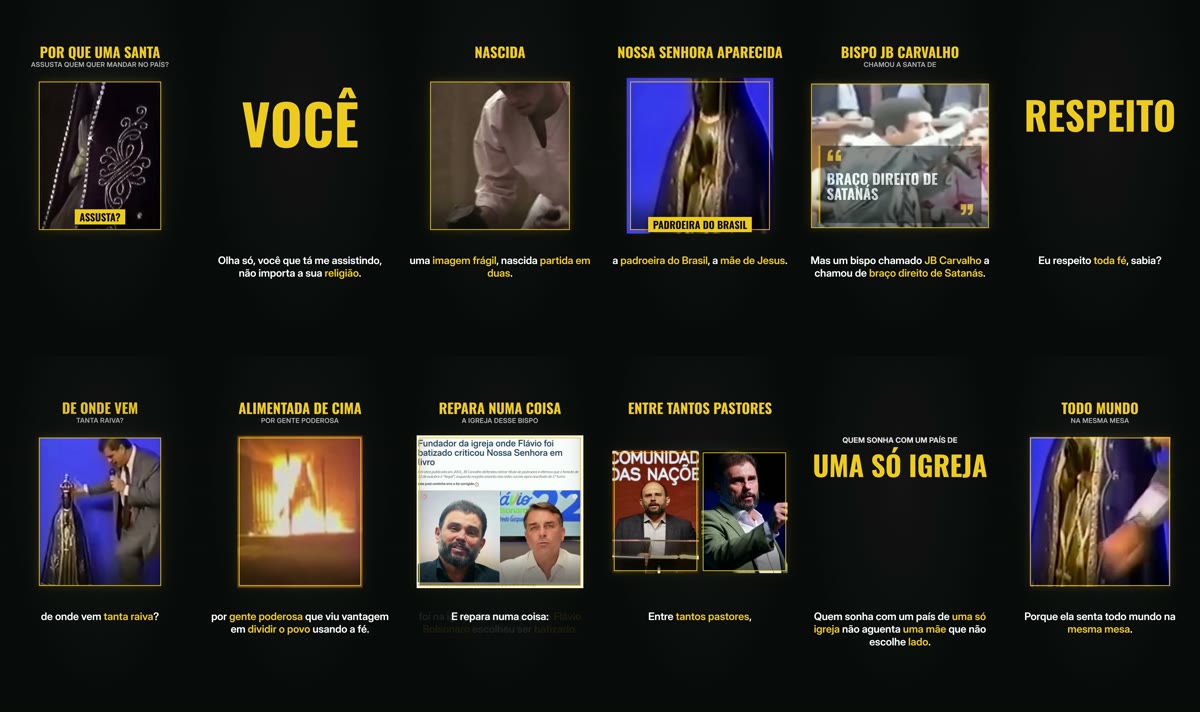 POR QUE UMA SANTA
ASSUSTA QUEM QUER MANDAR NO PAÍS?
ASSUSTA?
VOCÊ
Olha só, você que tá me assistindo,
não importa a sua religião.
NASCIDA
uma imagem frágil, nascida partida em
duas.
NOSSA SENHORA APARECIDA
PADROEIRA DO BRASIL
a padroeira do Brasil, a mãe de Jesus.
BISPO JB CARVALHO
CHAMOU A SANTA DE
“
BRAÇO DIREITO DE
SATANÁS
”
Mas um bispo chamado JB Carvalho a
chamou de braço direito de Satanás.
RESPEITO
Eu respeito toda fé, sabia?
DE ONDE VEM
TANTA RAIVA?
de onde vem tanta raiva?
ALIMENTADA DE CIMA
POR GENTE PODEROSA
por gente poderosa que viu vantagem
em dividir o povo usando a fé.
REPARA NUMA COISA
A IGREJA DESSE BISPO
Fundador da igreja onde Flávio foi
batizado criticou Nossa Senhora em
livro
E repara numa coisa:
foi na Flávio
Bolsonaro escolheu ser batizado.
ENTRE TANTOS PASTORES
COMUNIDAD
DAS NAÇÕE
Entre tantos pastores,
QUEM SONHA COM UM PAÍS DE
UMA SÓ IGREJA
Quem sonha com um país de uma só
igreja não aguenta uma mãe que não
escolhe lado.
TODO MUNDO
NA MESMA MESA
Porque ela senta todo mundo na
mesma mesa.